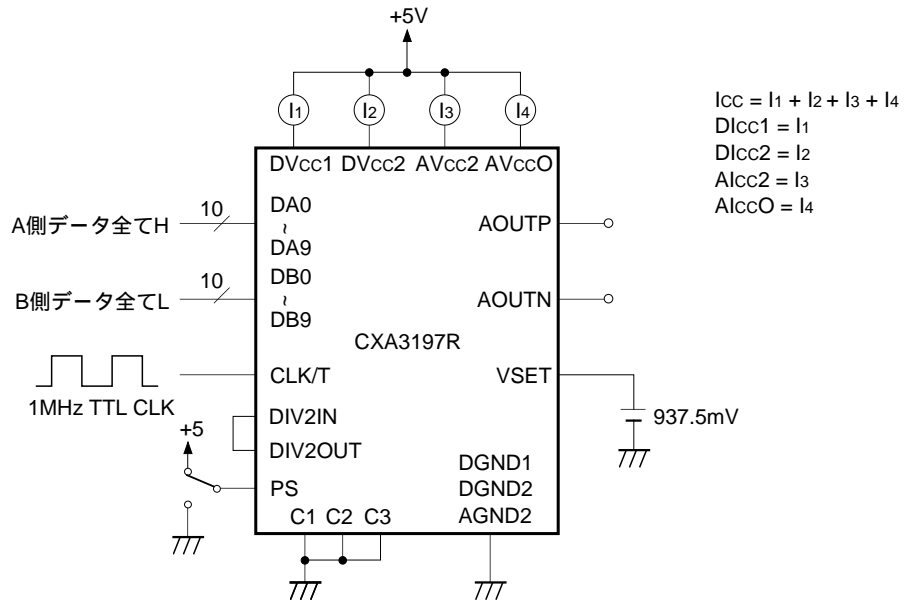 +5V
I1 I2 I3 I4
ICC = I1 + I2 + I3 + I4
DICC1 = I1
DICC2 = I2
AICC2 = I3
AICCO = I4
DVCC1 DVCC2 AVCC2 AVCCO
A側データ全てH
10
DA0
~
DA9
AOUTP
B側データ全てL
10
DB0
~
DB9
AOUTN
CXA3197R
CLK/T
VSET
1MHz TTL CLK
DIV2IN
937.5mV
+5
DIV2OUT
DGND1
PS
DGND2
C1 C2 C3
AGND2